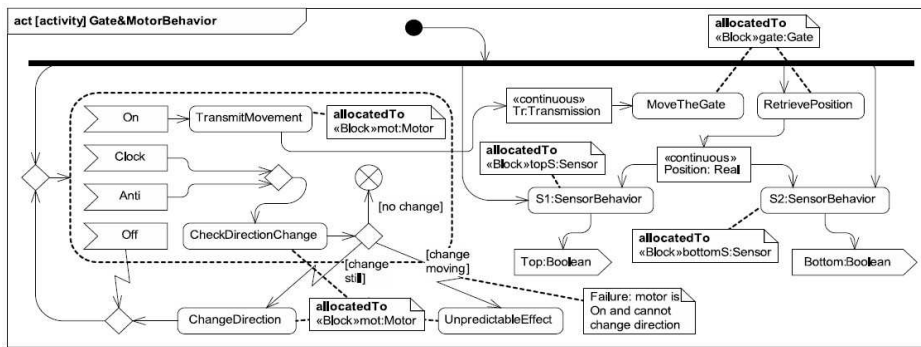 act [activity] Gate&MotorBehavior
allocatedTo
«Block»gate:Gate
On
TransmitMovement
allocatedTo
«Block»mot:Motor
«continuous»
Tr:Transmission
MoveTheGate
RetrievePosition
Clock
Anti
Off
[no change]
CheckDirectionChange
allocatedTo
«Block»topS:Sensor
«continuous»
Position: Real
S1:SensorBehavior
S2:SensorBehavior
allocatedTo
«Block»bottomS:Sensor
Top:Boolean
Bottom:Boolean
[change
still]
[change
moving]
ChangeDirection
allocatedTo
«Block»mot:Motor
UnpredictableEffect
Failure: motor is
On and cannot
change direction